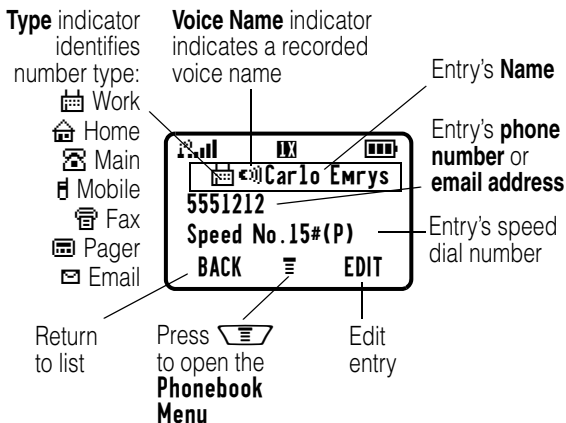 Type indicator
identifies
number type:
Work
Home
Main
Mobile
Fax
Pager
Email
Voice Name indicator
indicates a recorded
voice name
Entry's Name
Entry's phone
number or
email address
Entry's speed
dial number
1X
Carlo Emrys
5551212
Speed No.15#(P)
BACK EDIT
Return
to list
Press
to open the
Phonebook
Menu
Edit
entry